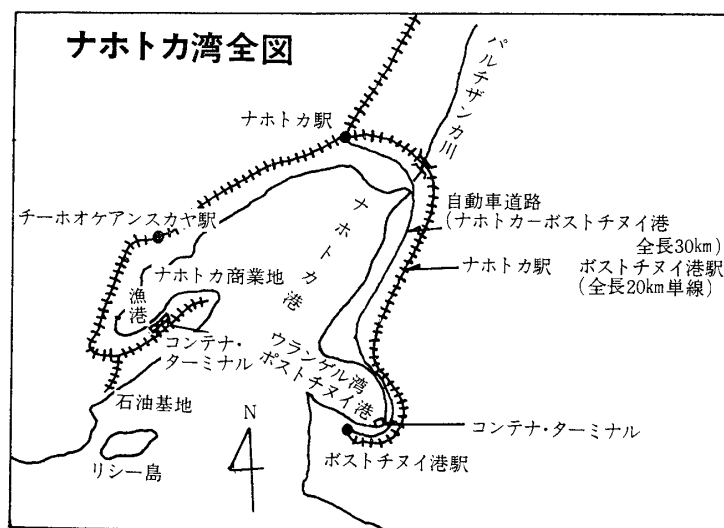 ナホトカ湾全図
パルチザンカ川
ナホトカ駅
自動車道路
(ナホトカーボストチヌイ港
全長30km)
チーホオケアンスカヤ駅
ナホトカ港
ナホトカ駅 ボストチヌイ港駅
(全長20km単線)
ナホトカ商業地
漁港
コンテナ・
ターミナル
ウランゲル湾
ボストチヌイ港
石油基地
N
コンテナ・ターミナル
リシー島
ボストチヌイ港駅